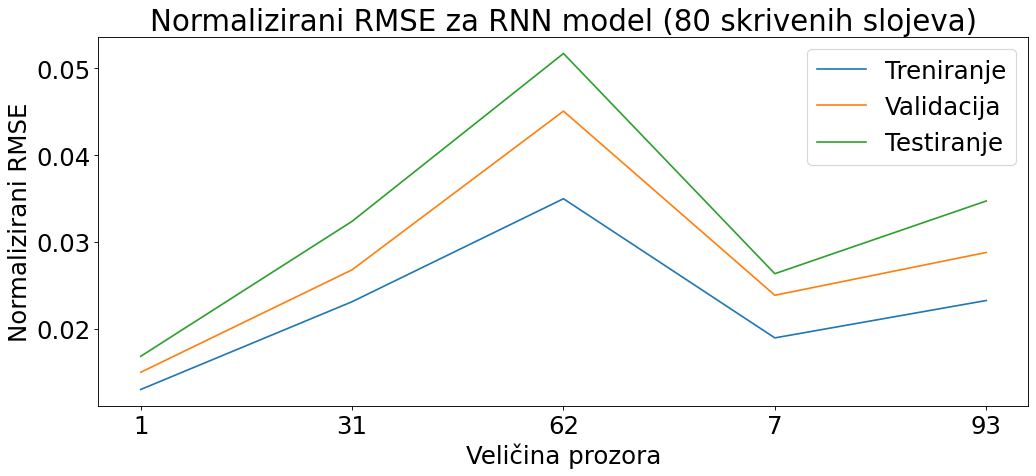 Normalizirani RMSE za RNN model (80 skrivenih slojeva)
Normalizirani RMSE
0.05
0.04
0.03
0.02
Treniranje
Validacija
Testiranje
1 31 62 7 93
Veličina prozora